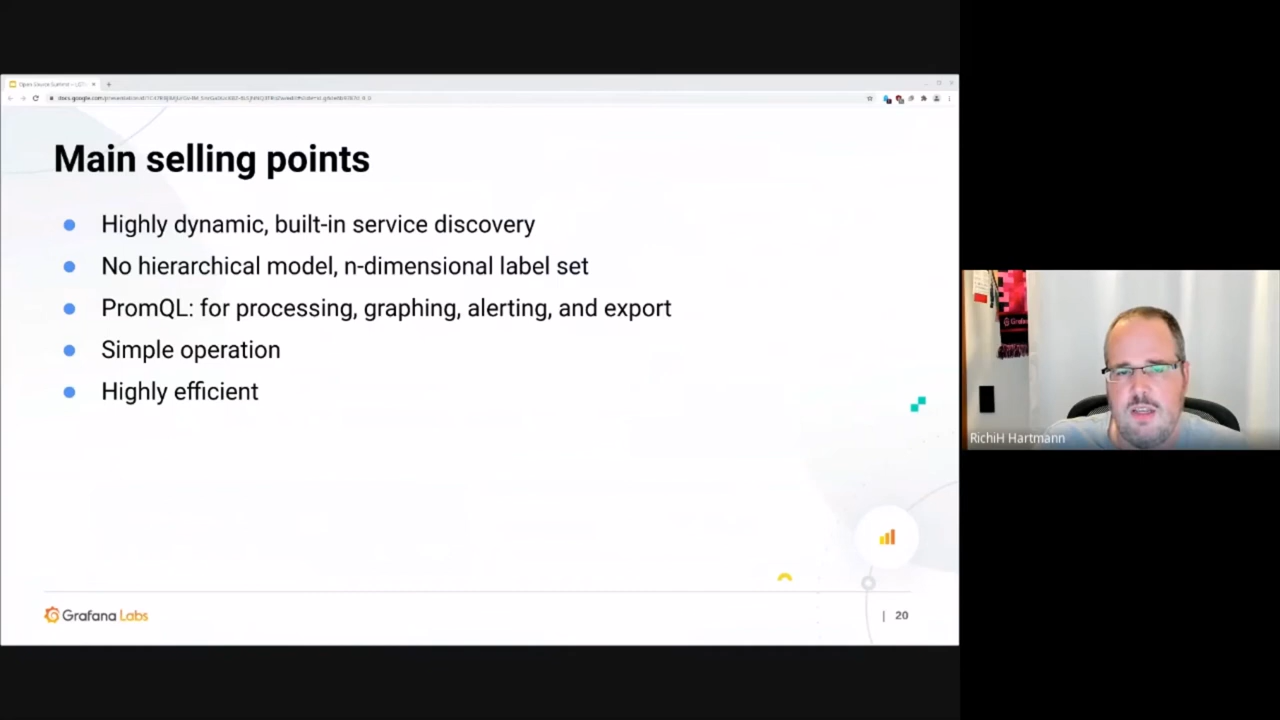 Main selling points
Highly dynamic, built-in service discovery
No hierarchical model, n-dimensional label set
PromQL: for processing, graphing, alerting, and export
Simple operation
Highly efficient
Grafana Labs
| 20
RichiH Hartmann